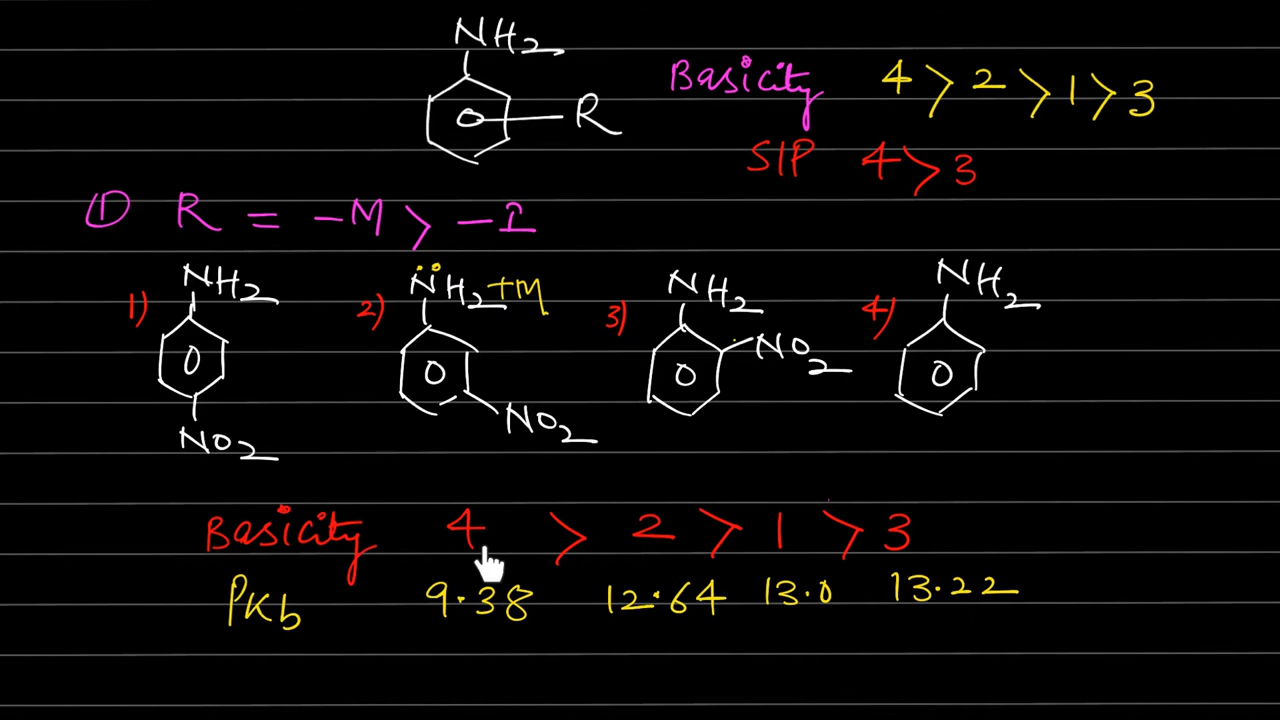 NH2
R
Basicity 4 > 2 > 1 > 3
SIP 4 > 3
① R = -M > -I
1) NH2 NO2
2) NH2 +M NO2
3) NH2 NO2
4) NH2
Basicity 4 > 2 > 1 > 3
PKb 9.38 12.64 13.0 13.22